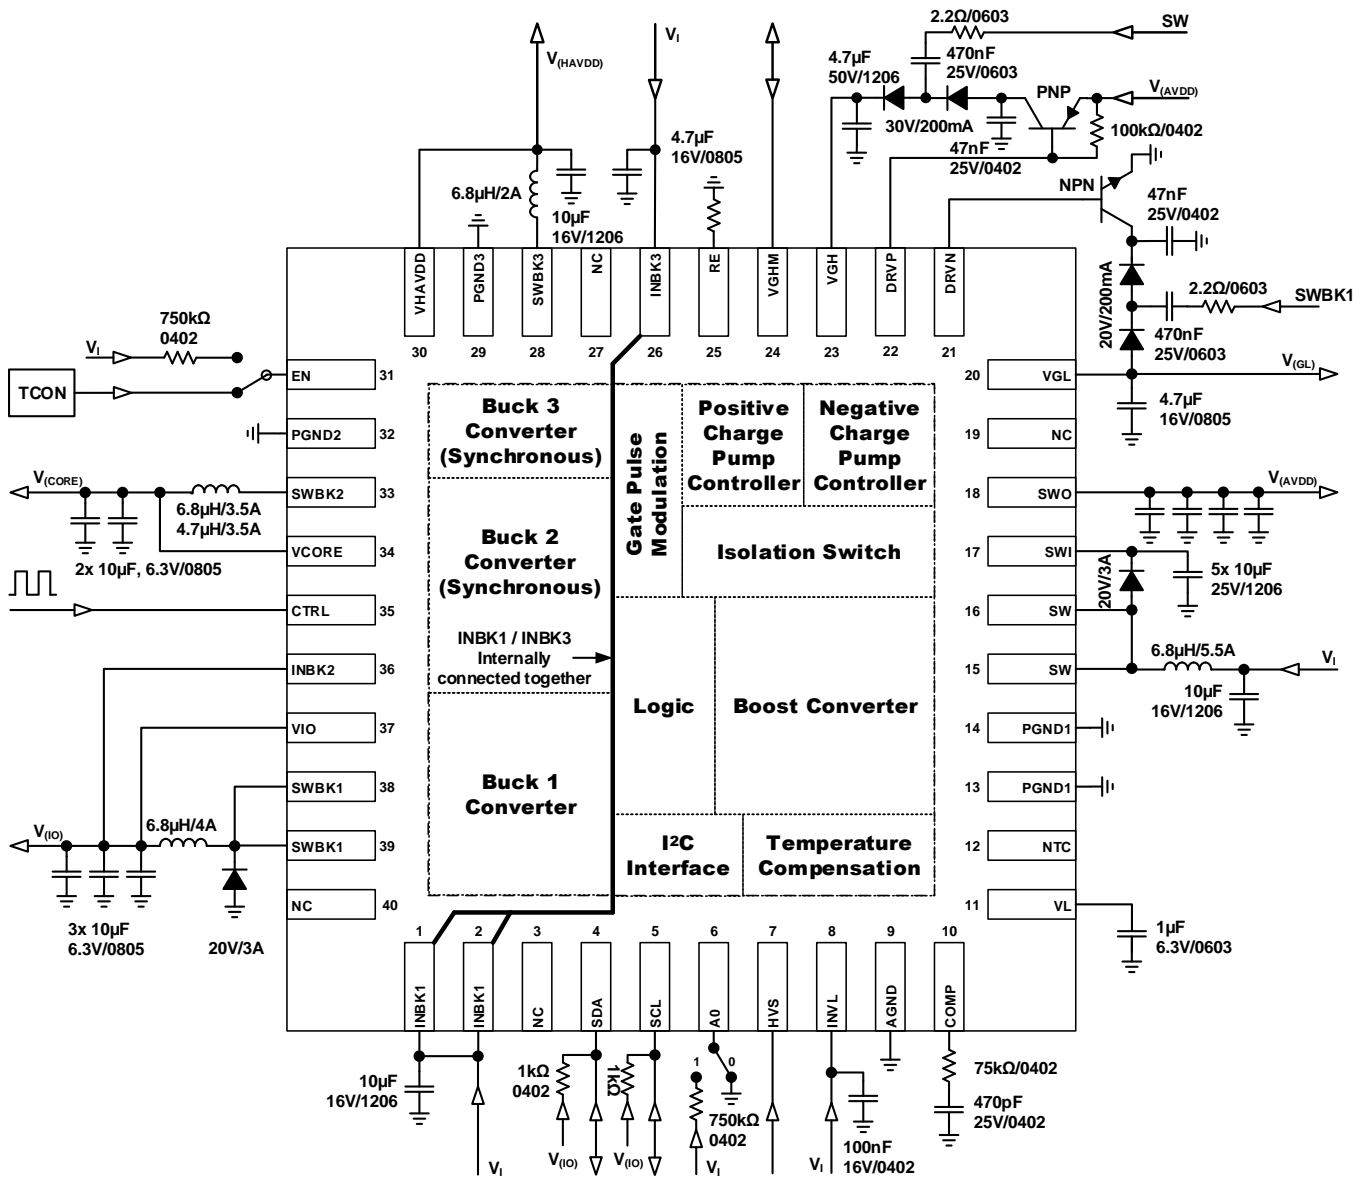 2.2Ω/0603
SW
V(HAVDD)
VI
4.7µF
50V/1206
470nF
25V/0603
PNP
V(AVDD)
30V/200mA
100kΩ/0402
4.7µF
16V/0805
47nF
25V/0402
6.8µH/2A
10µF
16V/1206
NPN
47nF
25V/0402
VHAVDD
PGND3
SWBK3
NC
INBK3
RE
VGHM
VGH
DRVP
DRVN
20V/200mA
2.2Ω/0603
SWBK1
470nF
25V/0603
30
29
28
27
26
25
24
23
22
21
750kΩ
0402
VI
TCON
EN
31
PGND2
32
V(CORE)
SWBK2
33
6.8µH/3.5A
4.7µH/3.5A
VCORE
34
2x 10µF, 6.3V/0805
CTRL
35
INBK2
36
VIO
37
SWBK1
38
V(IO)
6.8µH/4A
SWBK1
39
NC
40
3x 10µF
6.3V/0805
20V/3A
Buck 3
Converter
(Synchronous)
Buck 2
Converter
(Synchronous)
INBK1 / INBK3
Internally
connected together
Buck 1
Converter
Gate Pulse
Modulation
Positive
Charge
Pump
Controller
Negative
Charge
Pump
Controller
Isolation Switch
Logic
Boost Converter
I²C
Interface
Temperature
Compensation
20
VGL
V(GL)
4.7µF
16V/0805
19
NC
18
SWO
V(AVDD)
17
SWI
20V/3A
5x 10µF
25V/1206
16
SW
6.8µH/5.5A
VI
15
SW
10µF
16V/1206
14
PGND1
13
PGND1
12
NTC
11
VL
1µF
6.3V/0603
1
2
3
4
5
6
7
8
9
10
INBK1
INBK1
NC
SDA
SCL
A0
HVS
INVL
AGND
COMP
10µF
16V/1206
VI
1kΩ
0402
V(IO)
1kΩ
V(IO)
1
0
750kΩ
0402
VI
VI
100nF
16V/0402
75kΩ/0402
470pF
25V/0402